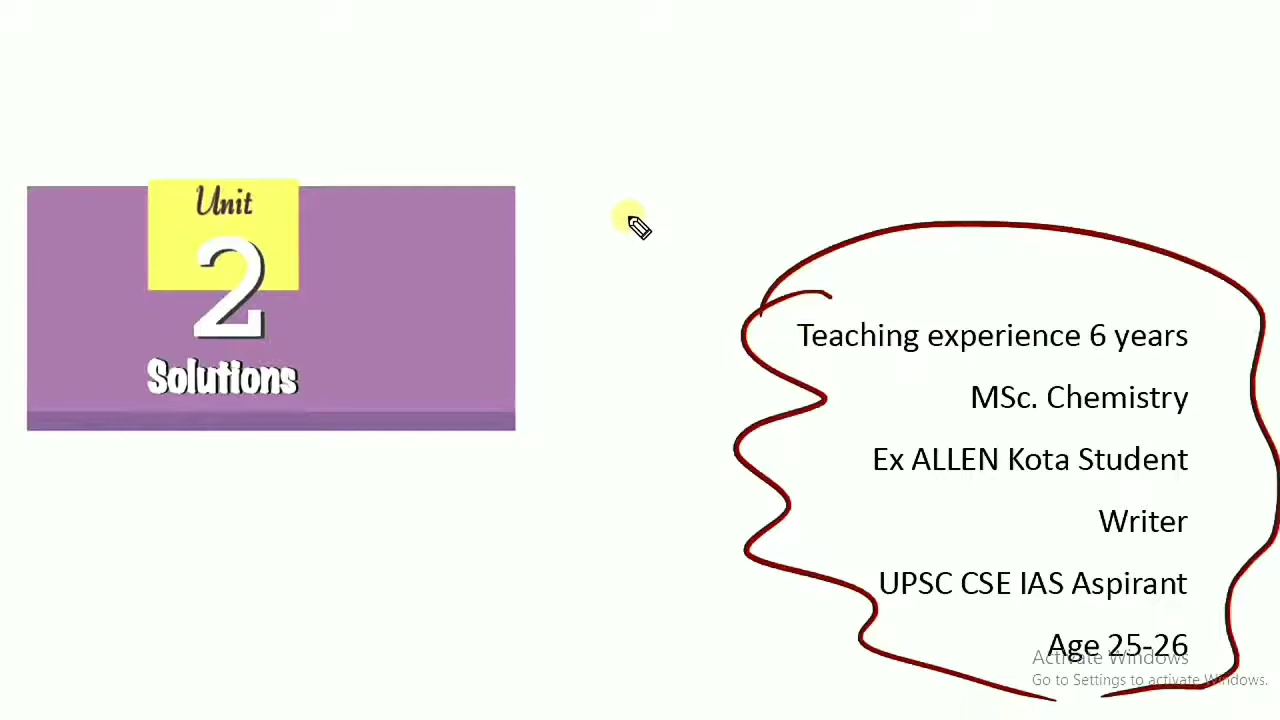 Unit
2
Solutions
Teaching experience 6 years
MSc. Chemistry
Ex ALLEN Kota Student
Writer
UPSC CSE IAS Aspirant
Age 25-26
Activate Windows
Go to Settings to activate Windows.